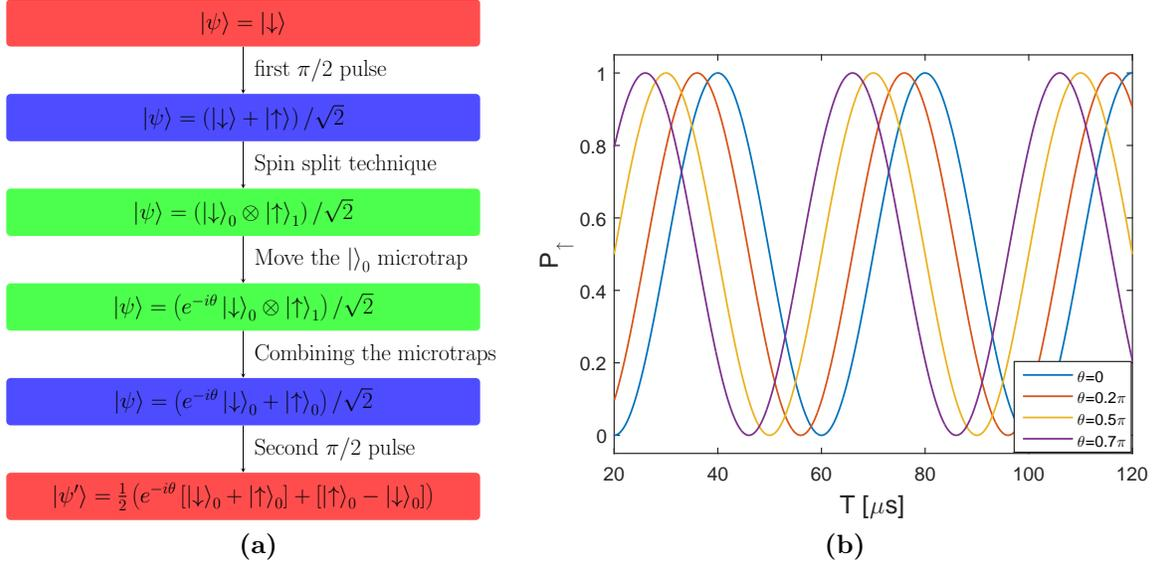 |ψ⟩ = |↓⟩
first π/2 pulse
|ψ⟩ = (|↓⟩ + |↑⟩) /√2
Spin split technique
|ψ⟩ = (|↓⟩₀ ⊗ |↑⟩₁) /√2
Move the |⟩₀ microtrap
|ψ⟩ = (e^{-iθ} |↓⟩₀ ⊗ |↑⟩₁) /√2
Combining the microtraps
|ψ⟩ = (e^{-iθ} |↓⟩₀ + |↑⟩₀) /√2
Second π/2 pulse
|ψ′⟩ = ½ (e^{-iθ} [|↓⟩₀ + |↑⟩₀] + [|↑⟩₀ − |↓⟩₀])
(a)
1
0.8
0.6
0.4
0.2
0
P↑
20 40 60 80 100 120
T [μs]
θ=0
θ=0.2π
θ=0.5π
θ=0.7π
(b)